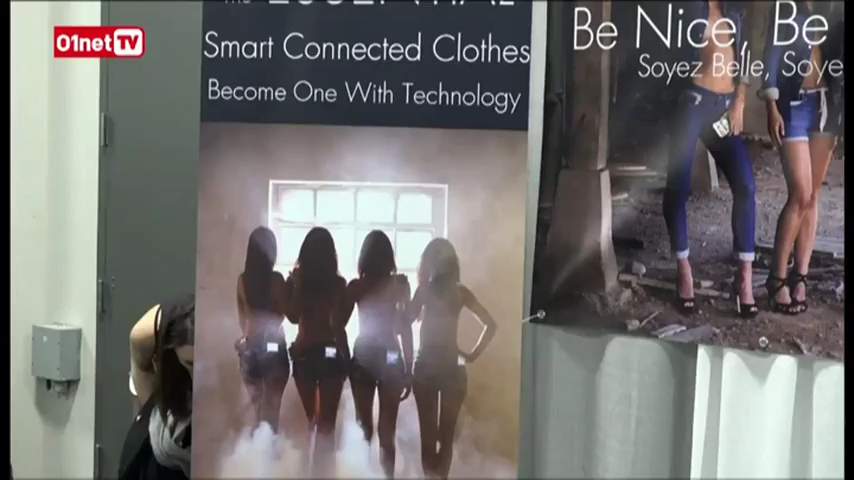 01netTV
Smart Connected Clothes
Become One With Technology
Be Nice, Be
Soyez Belle, Soye